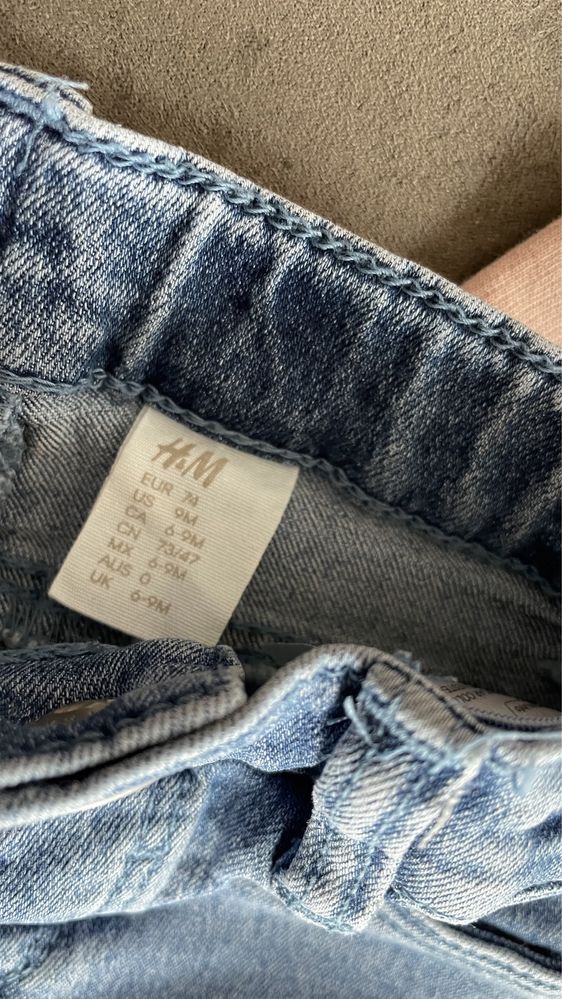 H&M
EUR 74
US 9M
CA 6-9M
CN 73/47
MX 6-9M
AUS 0
UK 6-9M